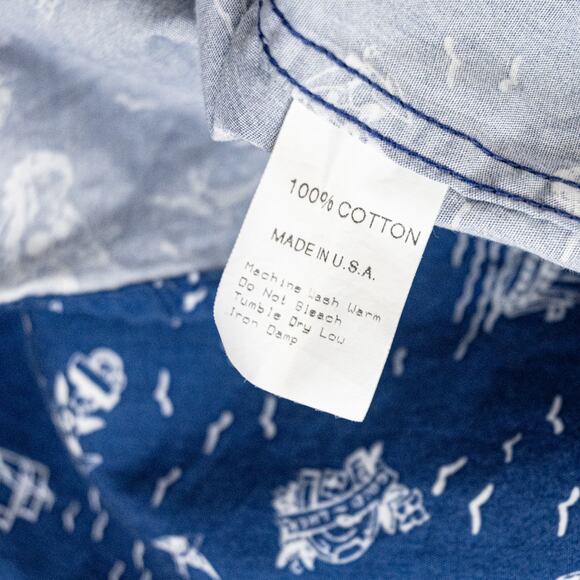 100% COTTON
MADE IN U.S.A.
Machine Wash Warm
Do Not Bleach
Tumble Dry Low
Iron Damp